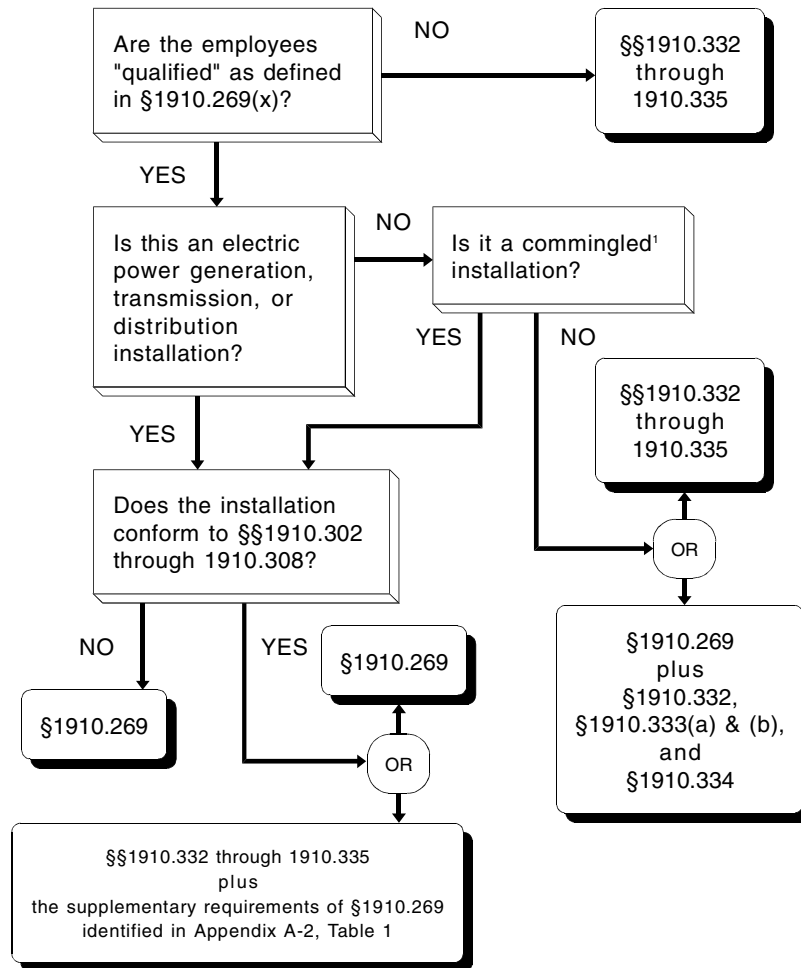 Are the employees
"qualified" as defined
in §1910.269(x)?
NO
§§1910.332
through
1910.335
YES
Is this an electric
power generation,
transmission, or
distribution
installation?
NO
Is it a commingled¹
installation?
YES
NO
§§1910.332
through
1910.335
YES
Does the installation
conform to §§1910.302
through 1910.308?
OR
NO
YES
§1910.269
§1910.269
plus
§1910.332,
§1910.333(a) & (b),
and
§1910.334
§1910.269
OR
§§1910.332 through 1910.335
plus
the supplementary requirements of §1910.269
identified in Appendix A-2, Table 1